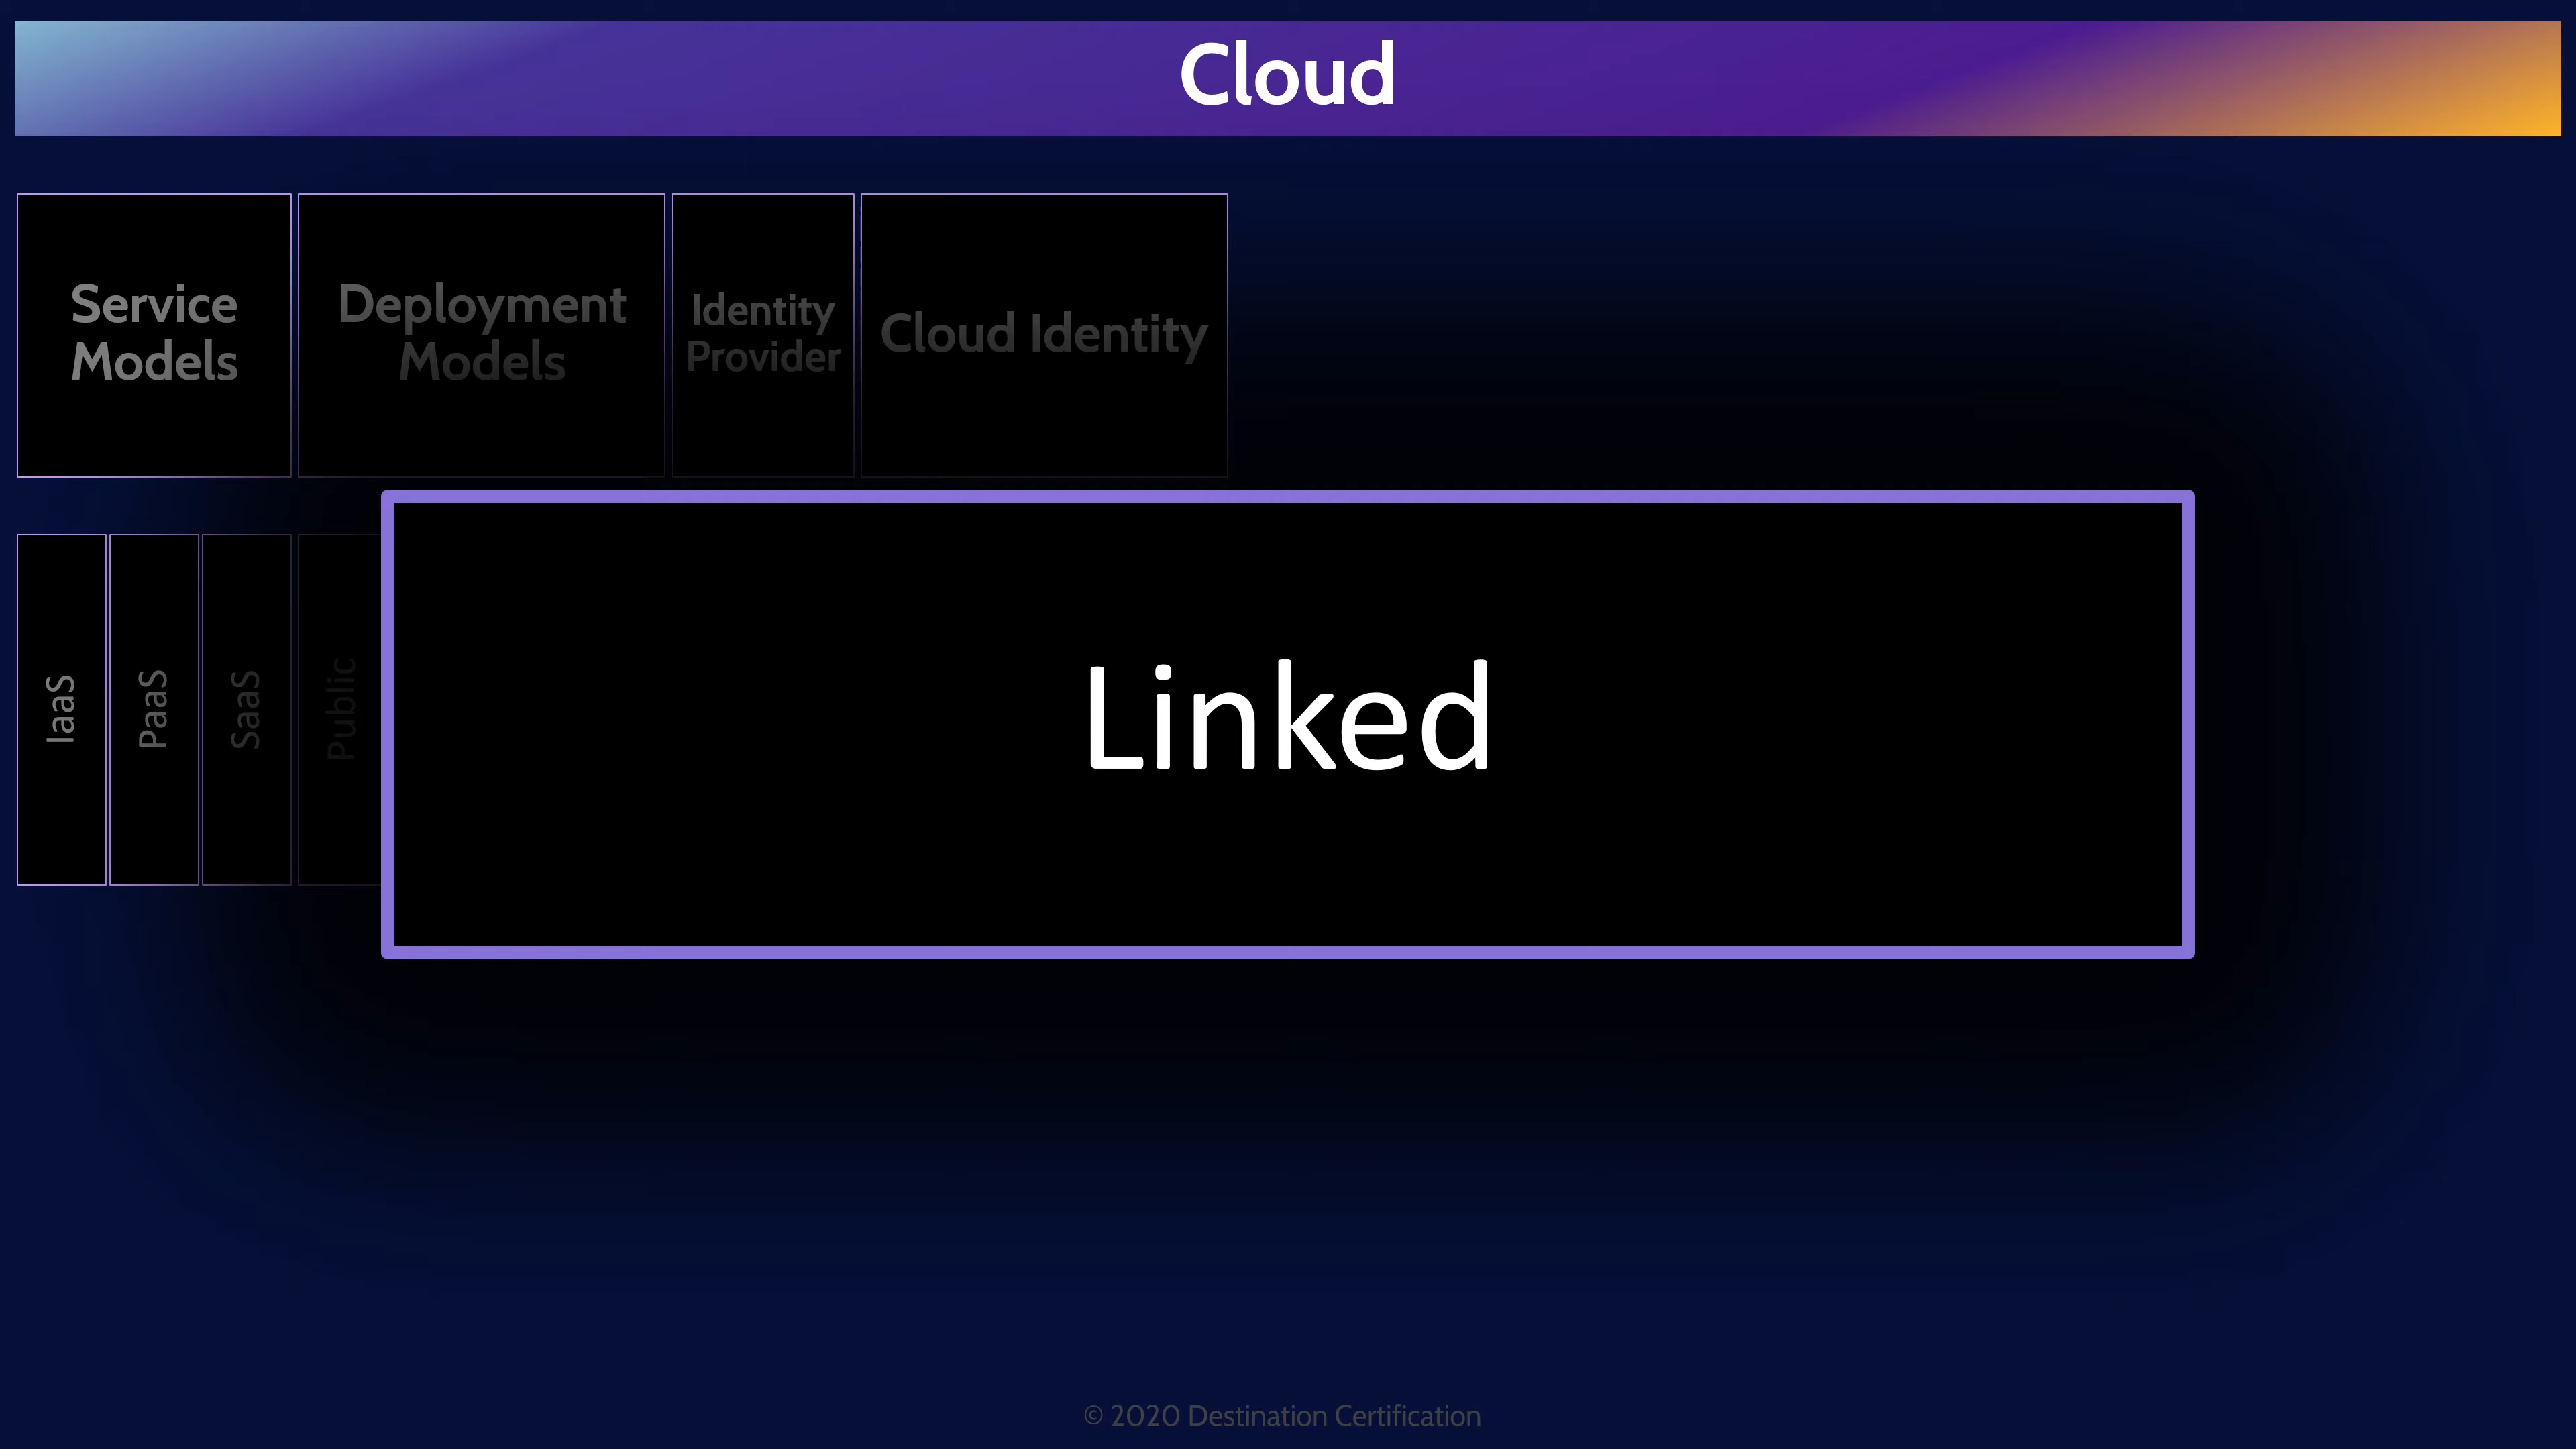 Cloud
Service
Models
Deployment
Models
Identity
Provider
Cloud Identity
IaaS
PaaS
SaaS
Public
Linked
© 2020 Destination Certification